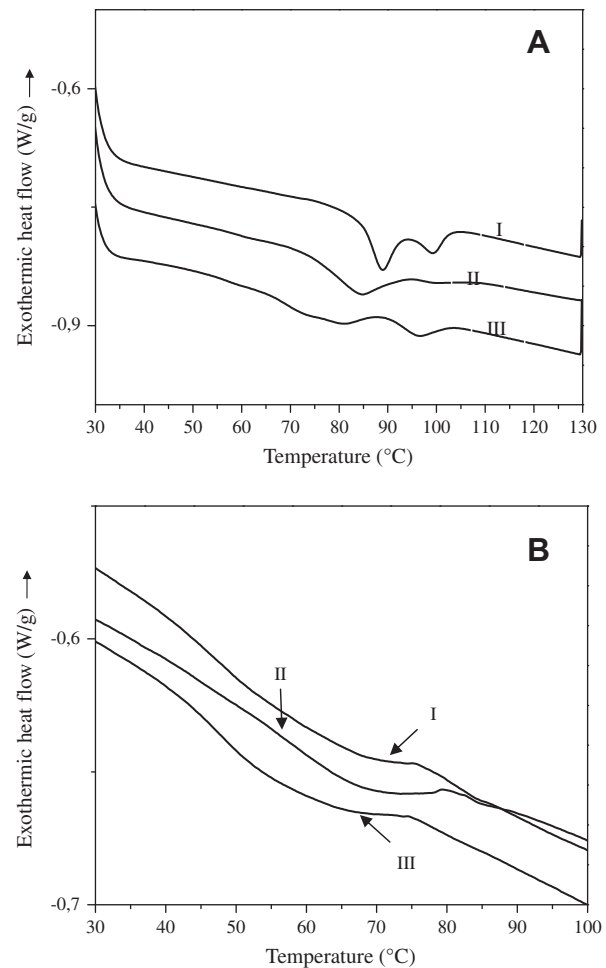 A
Exothermic heat flow (W/g) →
-0,6
-0,9
I
II
III
30 40 50 60 70 80 90 100 110 120 130
Temperature (°C)
B
Exothermic heat flow (W/g) →
-0,6
-0,7
II
I
III
30 40 50 60 70 80 90 100
Temperature (°C)